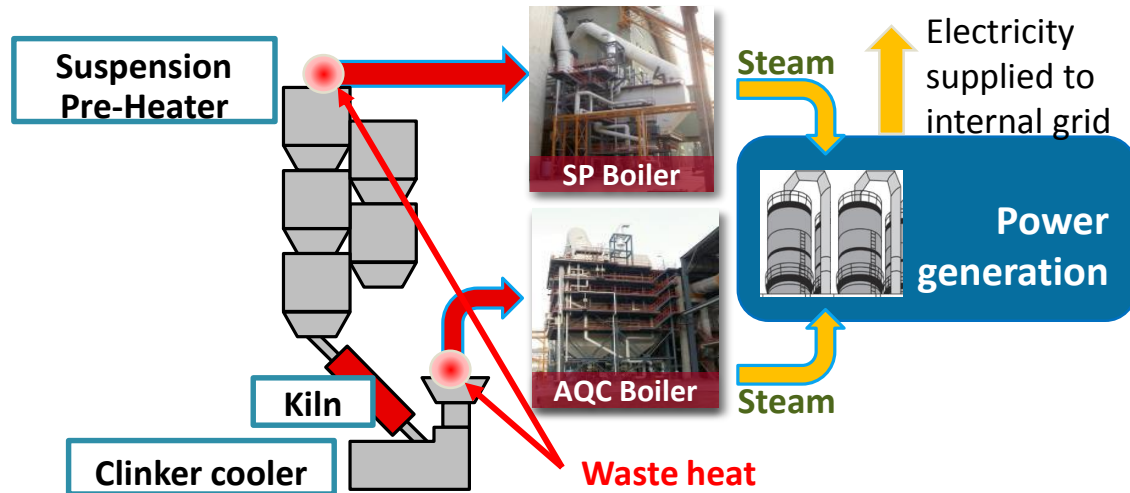 Suspension
Pre-Heater
SP Boiler
Steam
Electricity
supplied to
internal grid
Power
generation
AQC Boiler
Steam
Kiln
Clinker cooler
Waste heat